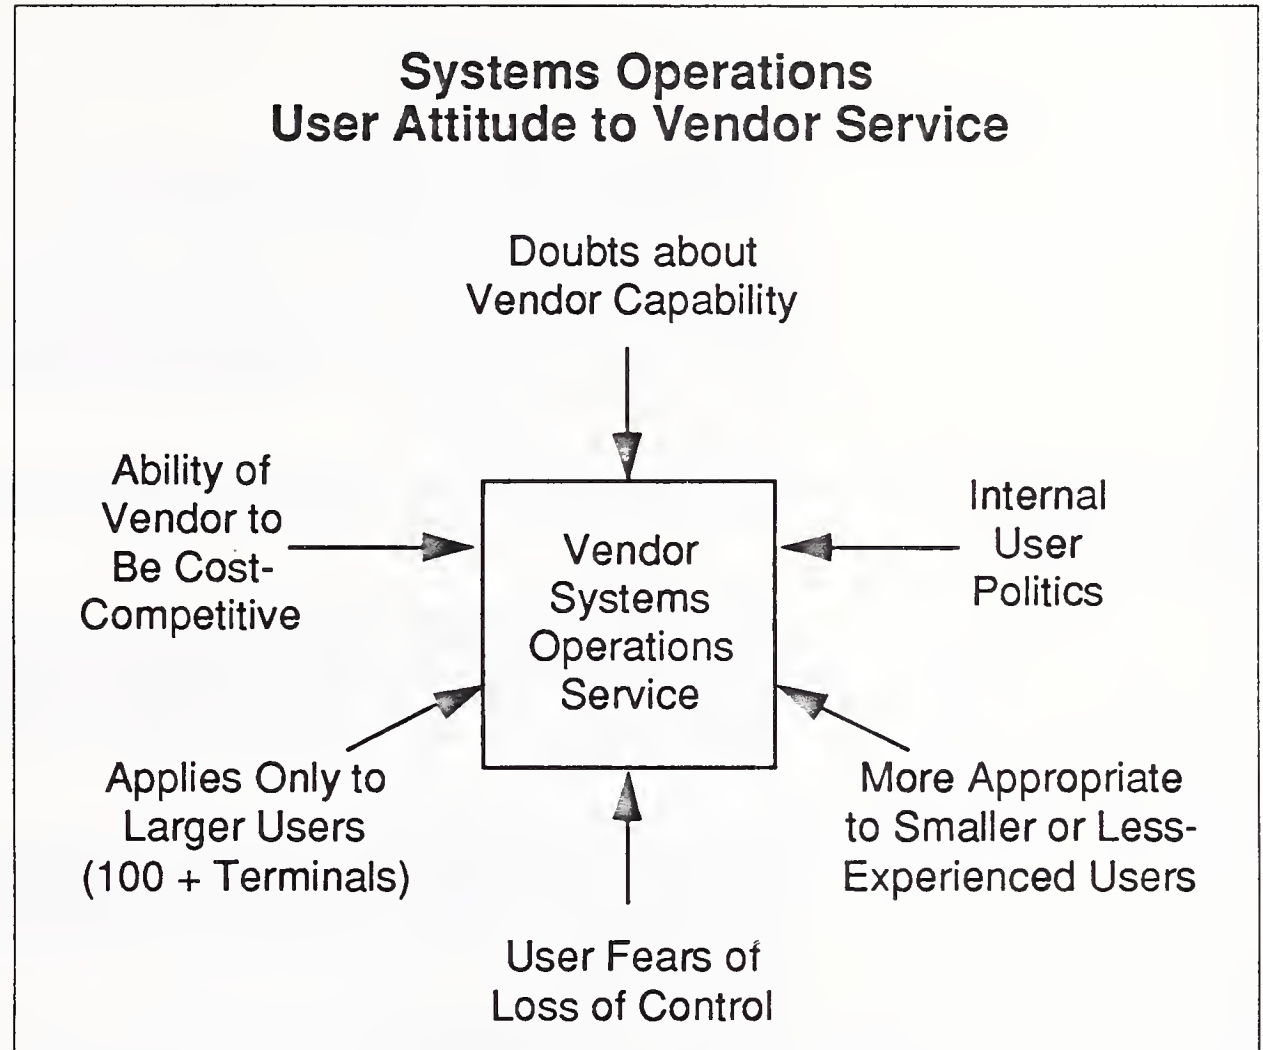 Systems Operations
User Attitude to Vendor Service
Doubts about
Vendor Capability
Ability of
Vendor to
Be Cost-
Competitive
Vendor
Systems
Operations
Service
Internal
User
Politics
Applies Only to
Larger Users
(100 + Terminals)
More Appropriate
to Smaller or Less-
Experienced Users
User Fears of
Loss of Control